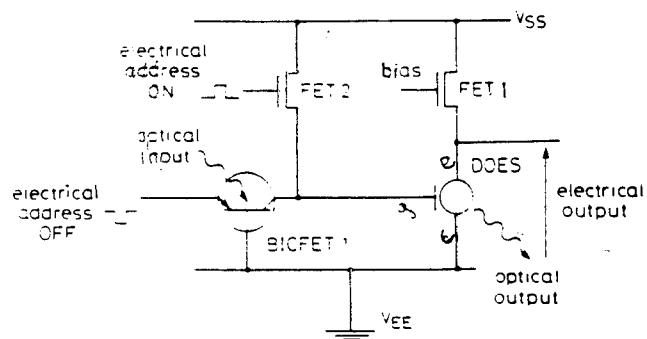 VSS
electrical
address
ON
FET 2
bias
FET 1
optical
input
DOES
electrical
address
OFF
electrical
output
BICFET 1
optical
output
VEE